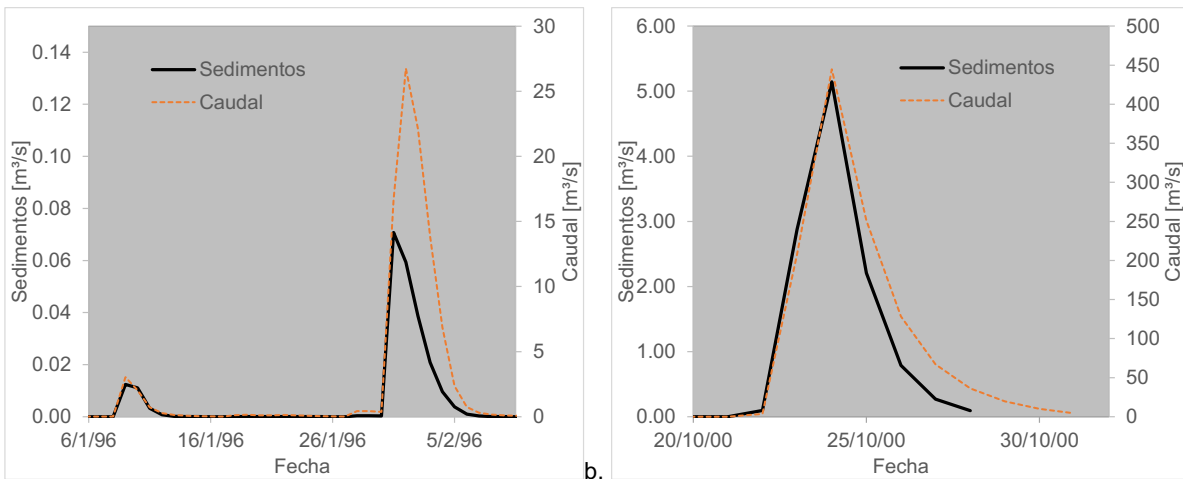 0.14
0.12
0.10
0.08
0.06
0.04
0.02
0.00
Sedimentos [m³/s]
Sedimentos
Caudal
30
25
20
15
10
5
0
Caudal [m³/s]
6/1/96 16/1/96 26/1/96 5/2/96
Fecha
b.
6.00
5.00
4.00
3.00
2.00
1.00
0.00
Sedimentos [m³/s]
Sedimentos
Caudal
500
450
400
350
300
250
200
150
100
50
0
Caudal [m³/s]
20/10/00 25/10/00 30/10/00
Fecha